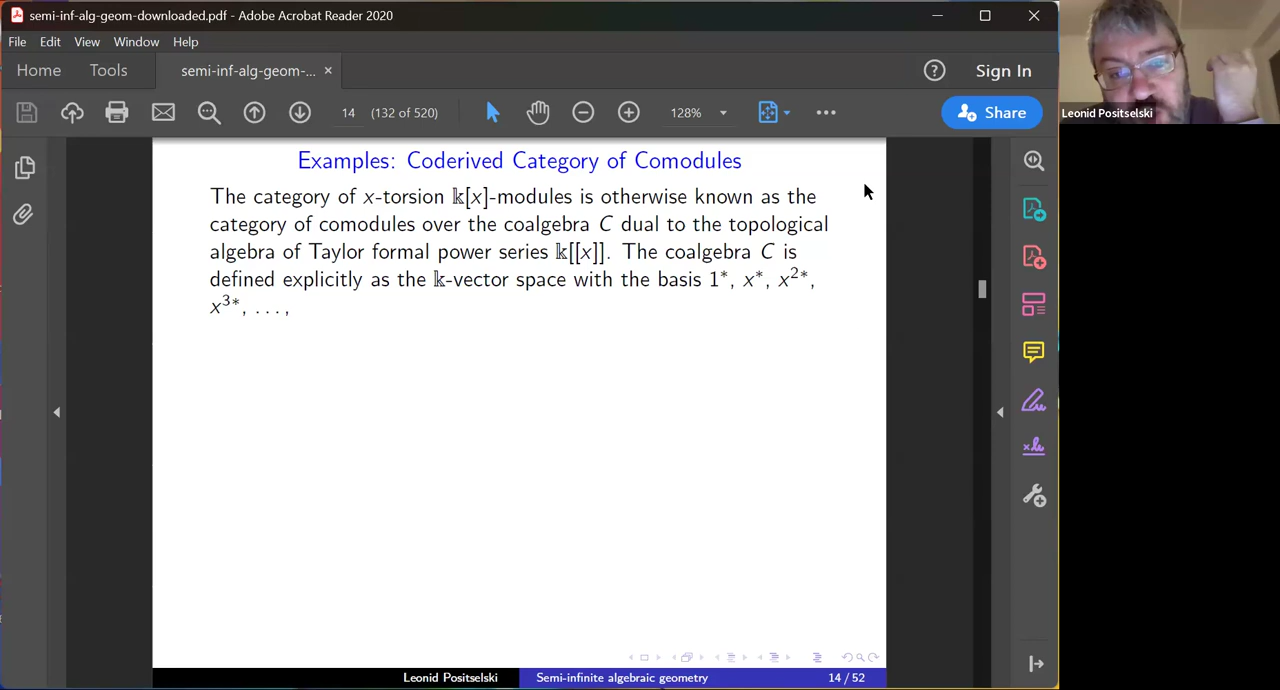 semi-inf-alg-geom-downloaded.pdf - Adobe Acrobat Reader 2020
File Edit View Window Help
Home Tools semi-inf-alg-geom-... × Sign In
14 (132 of 520) 128% Share
Leonid Positselski
Examples: Coderived Category of Comodules
The category of x-torsion 𝕜[x]-modules is otherwise known as the
category of comodules over the coalgebra C dual to the topological
algebra of Taylor formal power series 𝕜[[x]]. The coalgebra C is
defined explicitly as the 𝕜-vector space with the basis 1*, x*, x²*,
x³*, ...,
Leonid Positselski Semi-infinite algebraic geometry 14 / 52